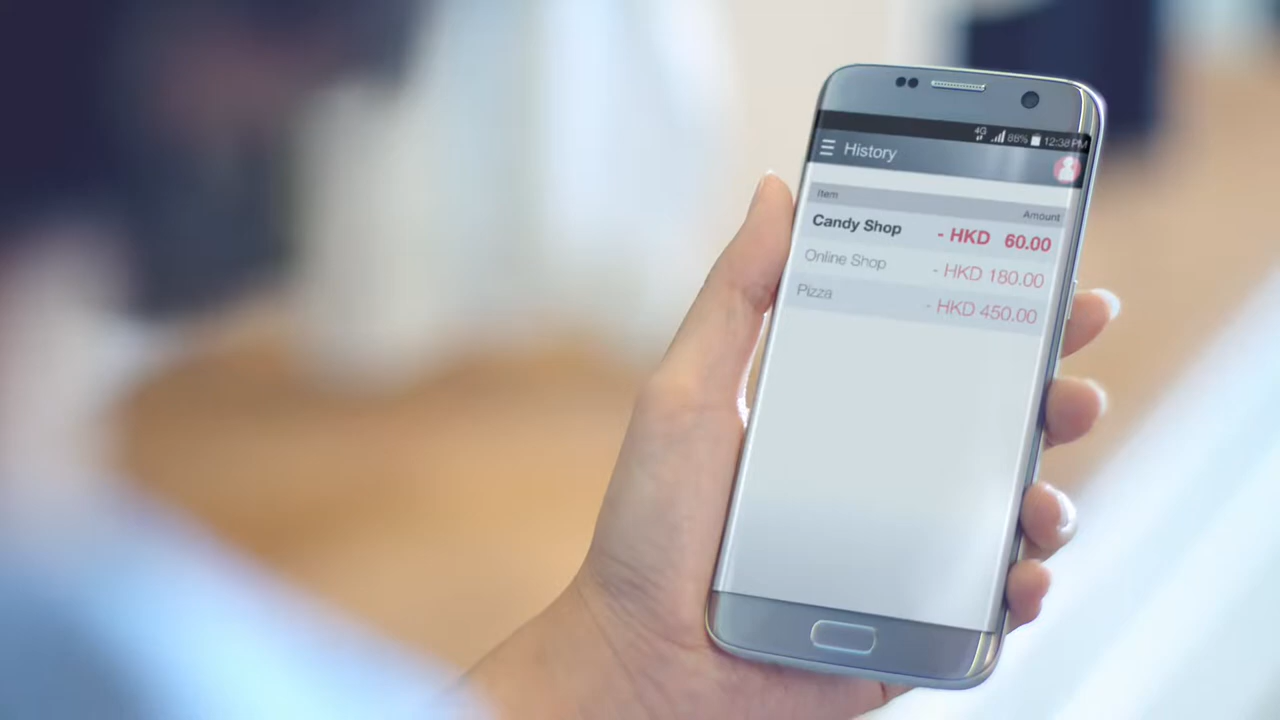 4G 86% 12:38 PM
History
Item Amount
Candy Shop - HKD 60.00
Online Shop - HKD 180.00
Pizza - HKD 450.00